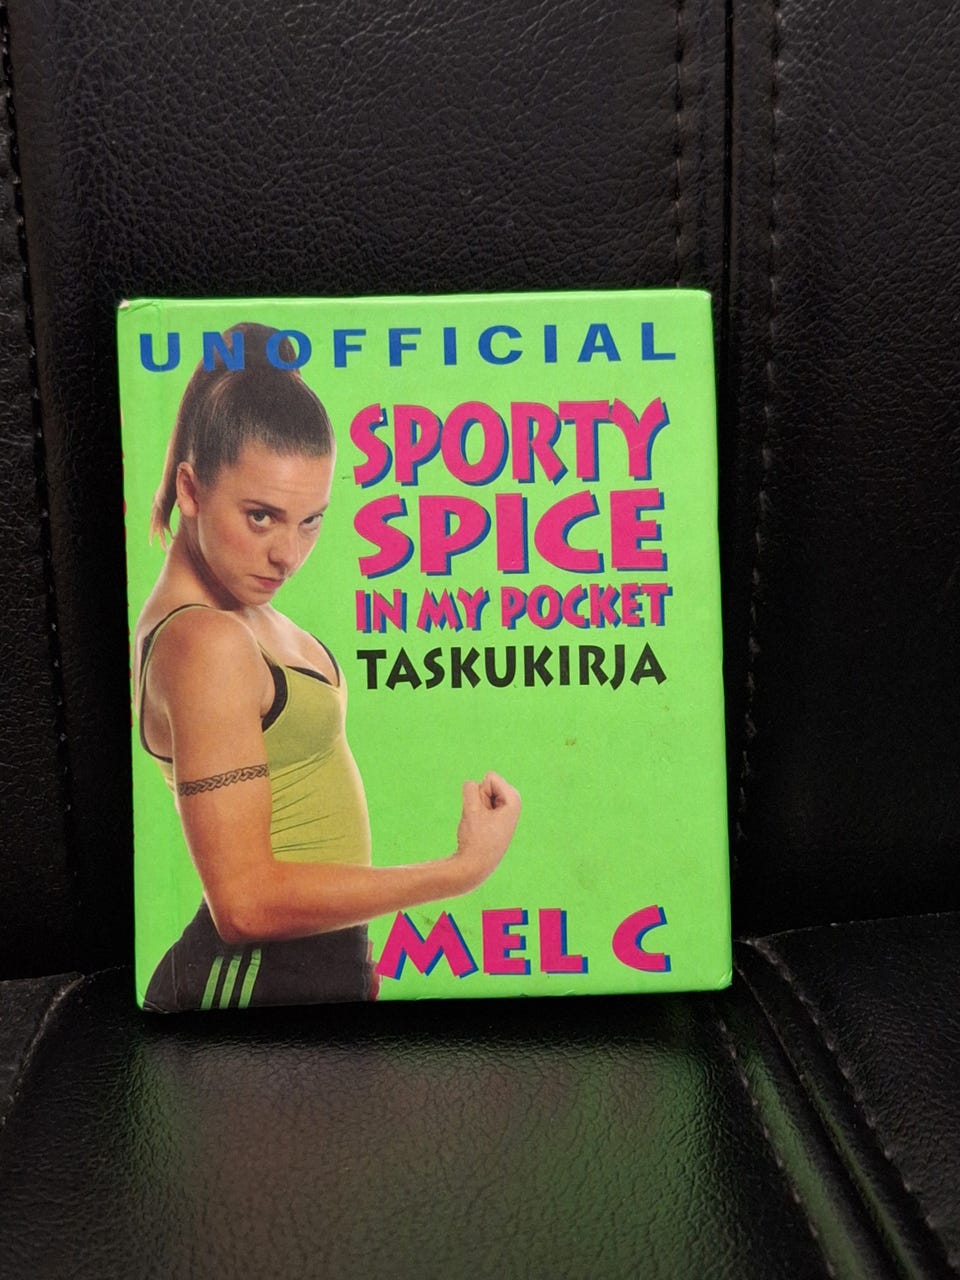 UNOFFICIAL
SPORTY
SPICE
IN MY POCKET
TASKUKIRJA
MEL C